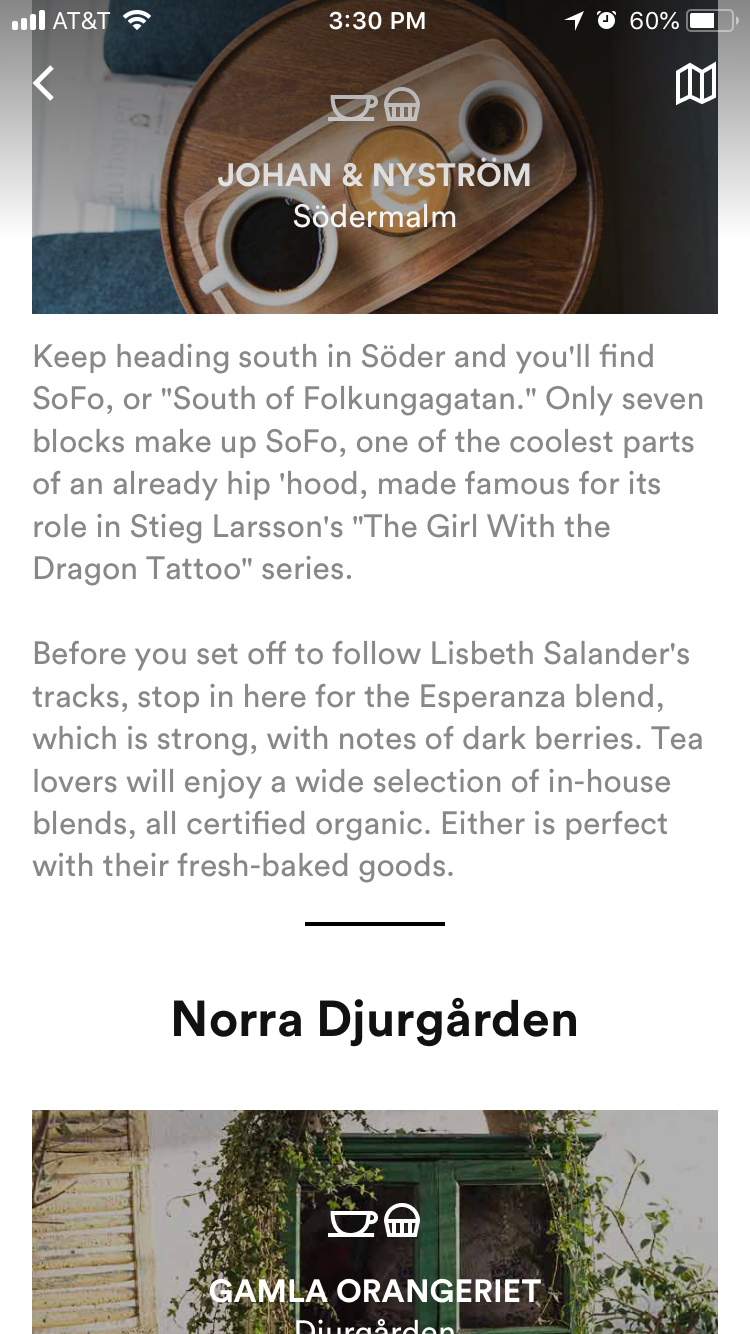 AT&T 3:30 PM 60%
JOHAN & NYSTRÖM
Södermalm
Keep heading south in Söder and you'll find
SoFo, or "South of Folkungagatan." Only seven
blocks make up SoFo, one of the coolest parts
of an already hip 'hood, made famous for its
role in Stieg Larsson's "The Girl With the
Dragon Tattoo" series.
Before you set off to follow Lisbeth Salander's
tracks, stop in here for the Esperanza blend,
which is strong, with notes of dark berries. Tea
lovers will enjoy a wide selection of in-house
blends, all certified organic. Either is perfect
with their fresh-baked goods.
Norra Djurgården
GAMLA ORANGERIET
Djurgården